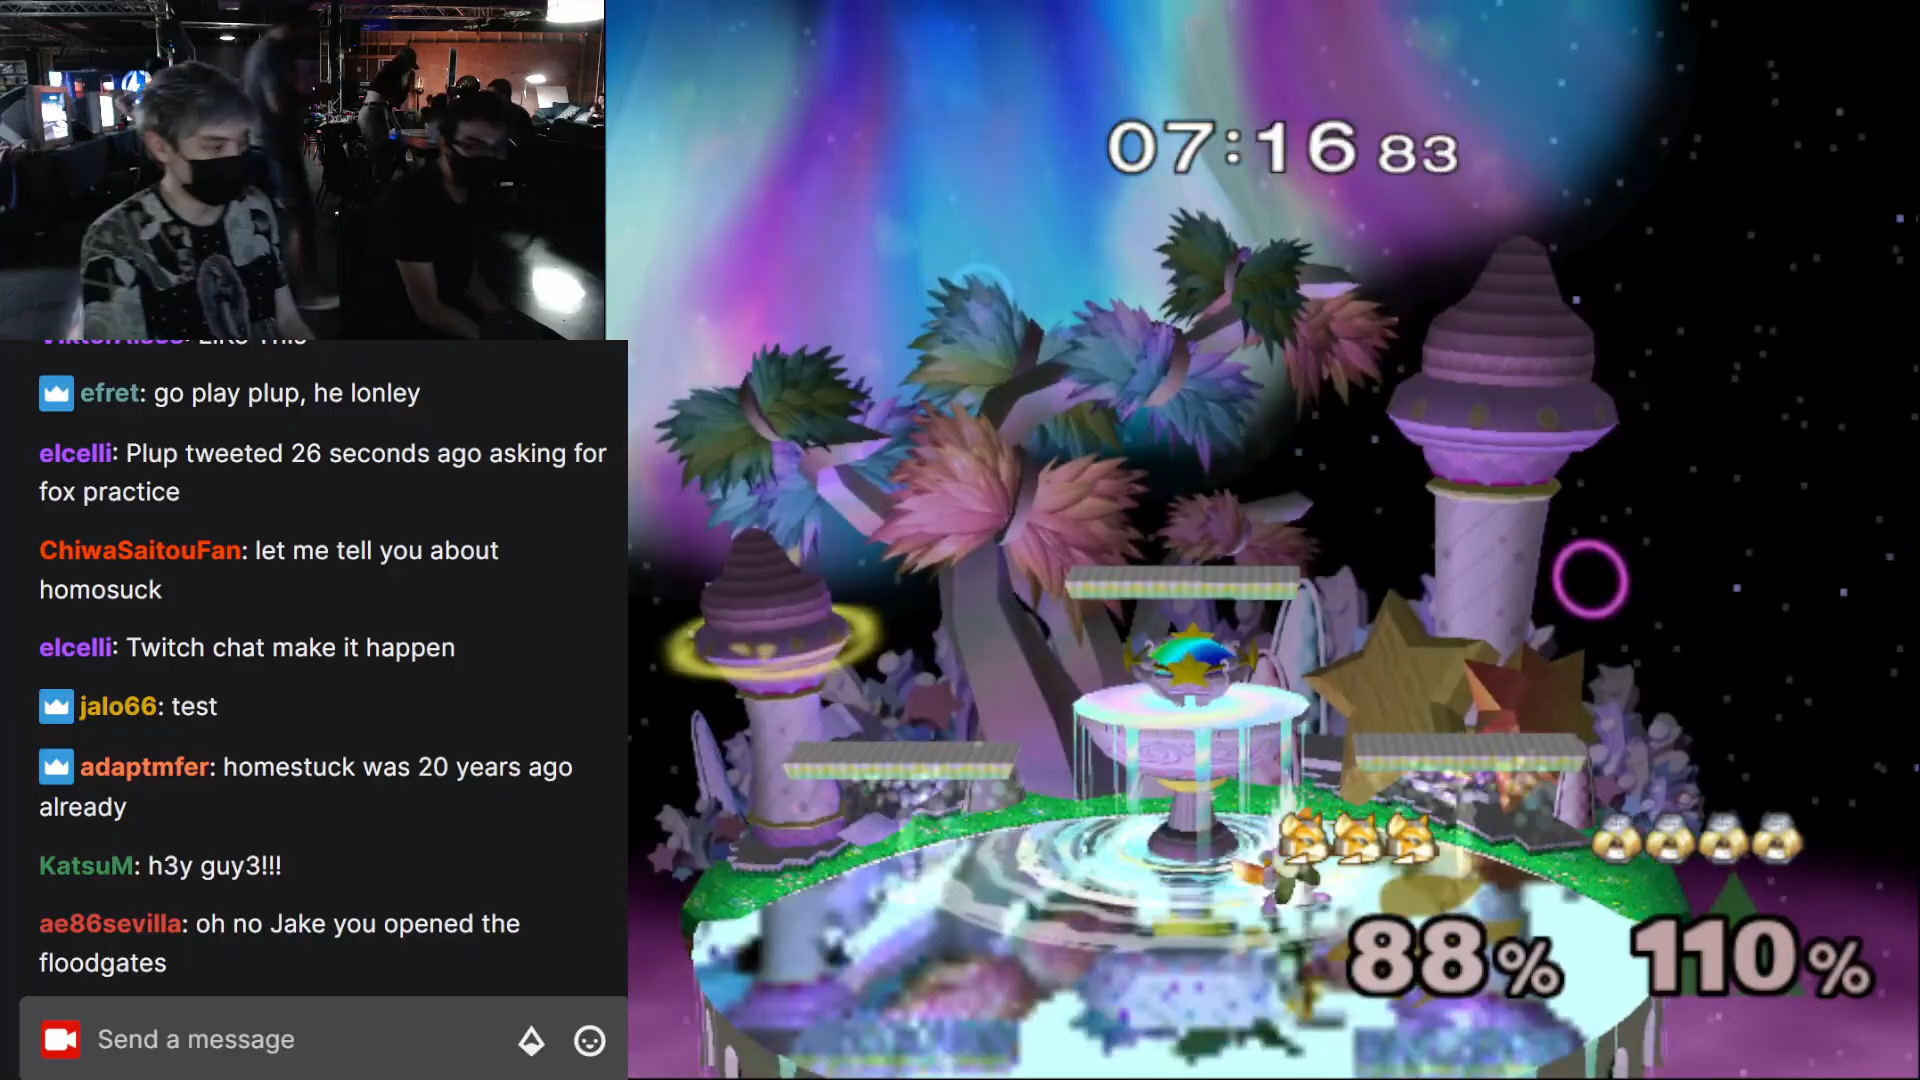 efret: go play plup, he lonley
elcelli: Plup tweeted 26 seconds ago asking for
fox practice
ChiwaSaitouFan: let me tell you about
homosuck
elcelli: Twitch chat make it happen
jalo66: test
adaptmfer: homestuck was 20 years ago
already
KatsuM: h3y guy3!!!
ae86sevilla: oh no Jake you opened the
floodgates
Send a message
07:16 83
88%
110%